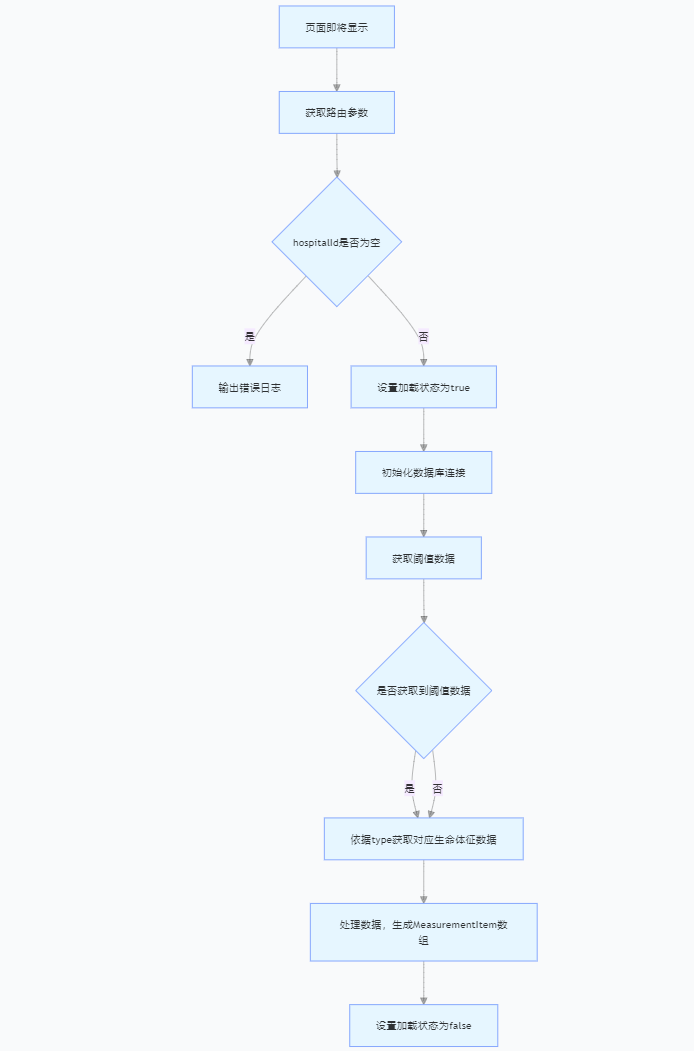 页面即将显示
获取路由参数
hospitalId是否为空
是
否
输出错误日志
设置加载状态为true
初始化数据库连接
获取阈值数据
是否获取到阈值数据
是
否
依据type获取对应生命体征数据
处理数据，生成MeasurementItem数
组
设置加载状态为false